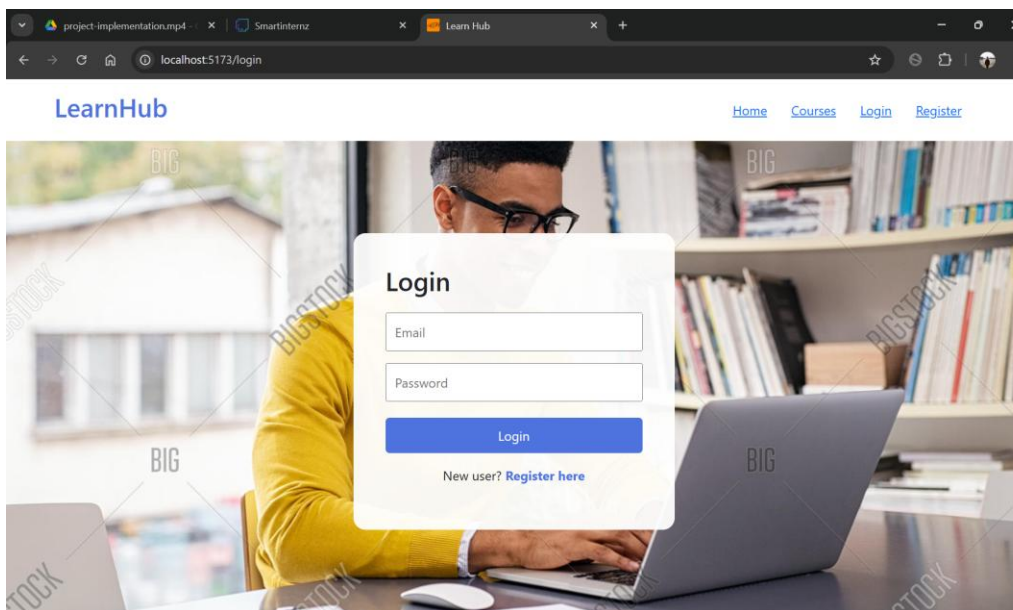 project-implementation.mp4 -
Smartinternz
Learn Hub
localhost:5173/login
LearnHub
Home Courses Login Register
BIG BIG
BIGSTOCK BIGSTOCK
Login
Email
Password
Login
New user? Register here
BIG BIG